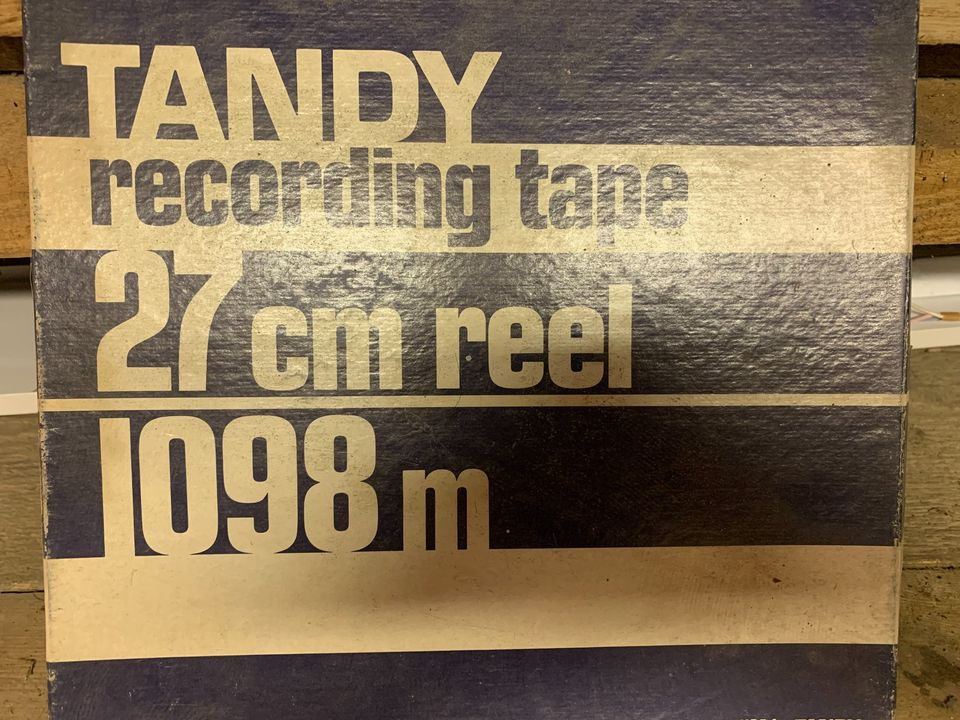 TANDY
recording tape
27 cm reel
1098 m